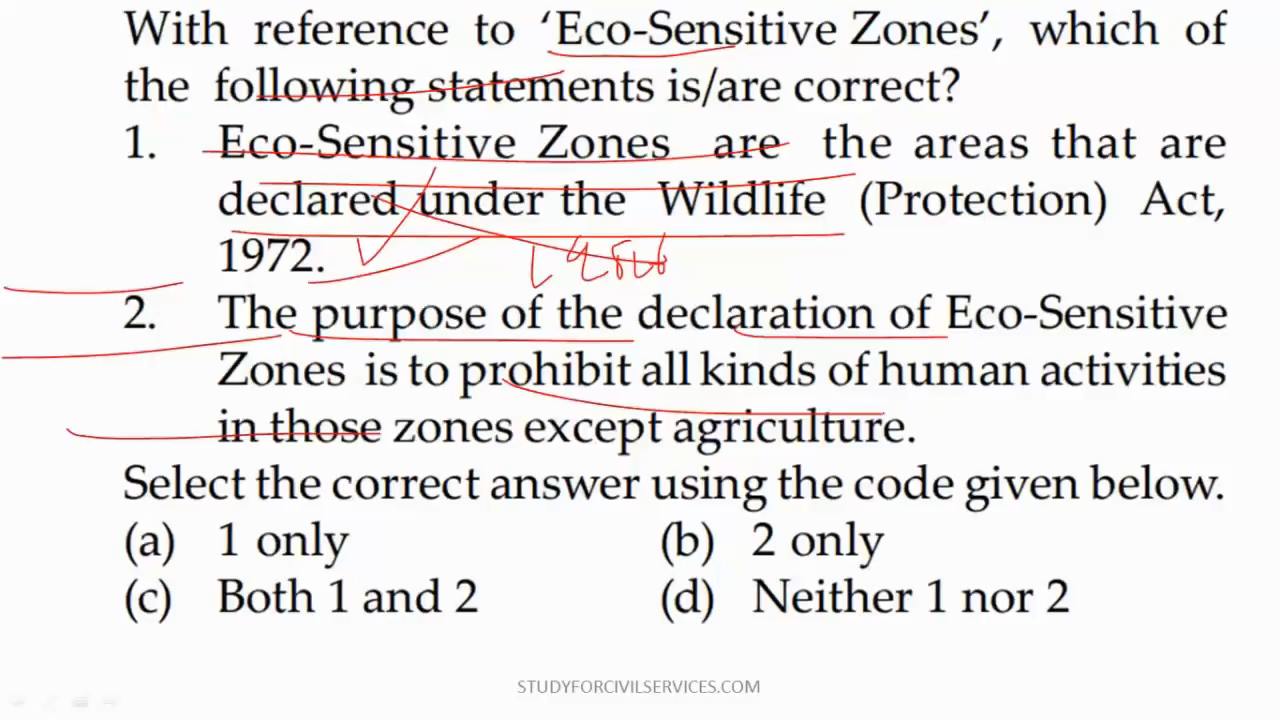 With reference to ‘Eco-Sensitive Zones’, which of
the following statements is/are correct?
1. Eco-Sensitive Zones are the areas that are
declared under the Wildlife (Protection) Act,
1972.
2. The purpose of the declaration of Eco-Sensitive
Zones is to prohibit all kinds of human activities
in those zones except agriculture.
Select the correct answer using the code given below.
(a) 1 only (b) 2 only
(c) Both 1 and 2 (d) Neither 1 nor 2
STUDYFORCIVILSERVICES.COM